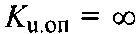 Kи.оп = ∞